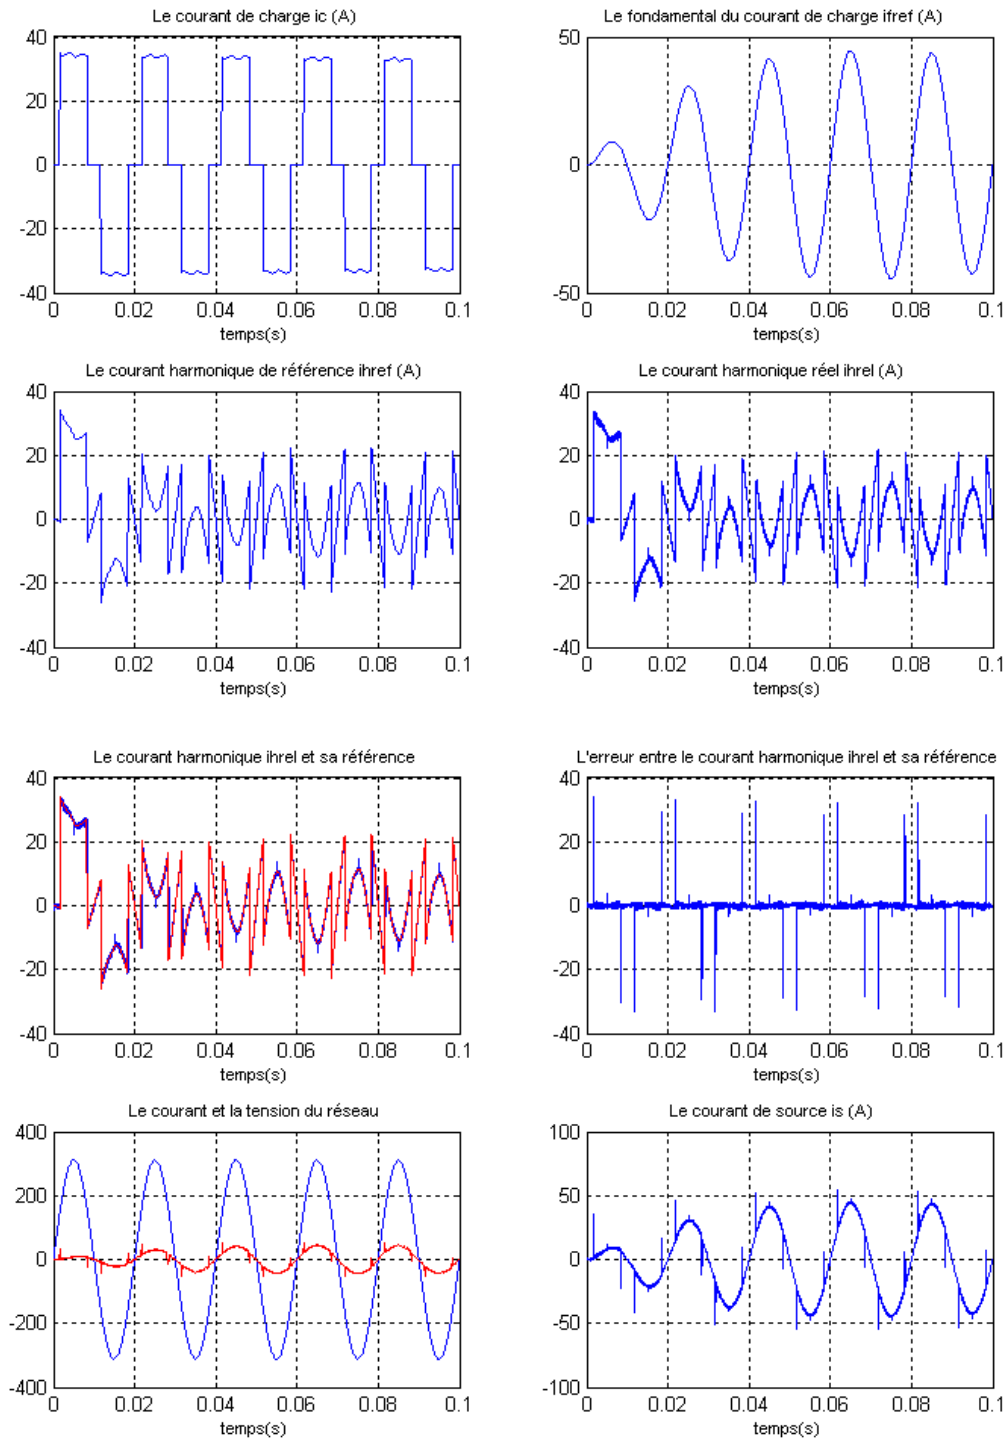 Le courant de charge ic (A)
40
20
0
-20
-40
0 0.02 0.04 0.06 0.08 0.1
temps(s)
Le fondamental du courant de charge ifref (A)
50
0
-50
0 0.02 0.04 0.06 0.08 0.1
temps(s)
Le courant harmonique de référence ihref (A)
40
20
0
-20
-40
0 0.02 0.04 0.06 0.08 0.1
temps(s)
Le courant harmonique réel ihrel (A)
40
20
0
-20
-40
0 0.02 0.04 0.06 0.08 0.1
temps(s)
Le courant harmonique ihrel et sa référence
40
20
0
-20
-40
0 0.02 0.04 0.06 0.08 0.1
temps(s)
L'erreur entre le courant harmonique ihrel et sa référence
40
20
0
-20
-40
0 0.02 0.04 0.06 0.08 0.1
temps(s)
Le courant et la tension du réseau
400
200
0
-200
-400
0 0.02 0.04 0.06 0.08 0.1
temps(s)
Le courant de source is (A)
100
50
0
-50
-100
0 0.02 0.04 0.06 0.08 0.1
temps(s)